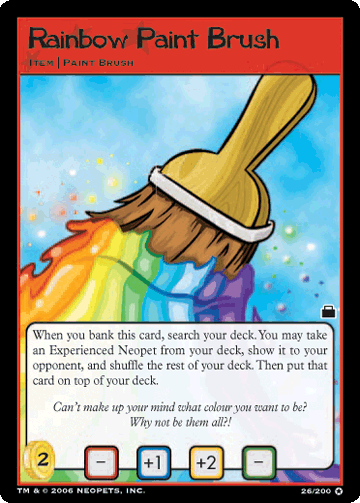 Rainbow Paint Brush
Item | Paint Brush
When you bank this card, search your deck. You may take
an Experienced Neopet from your deck, show it to your
opponent, and shuffle the rest of your deck. Then put that
card on top of your deck.
Can't make up your mind what colour you want to be?
Why not be them all?!
2
–
+1
+2
–
TM & © 2006 NEOPETS, INC.
26/200